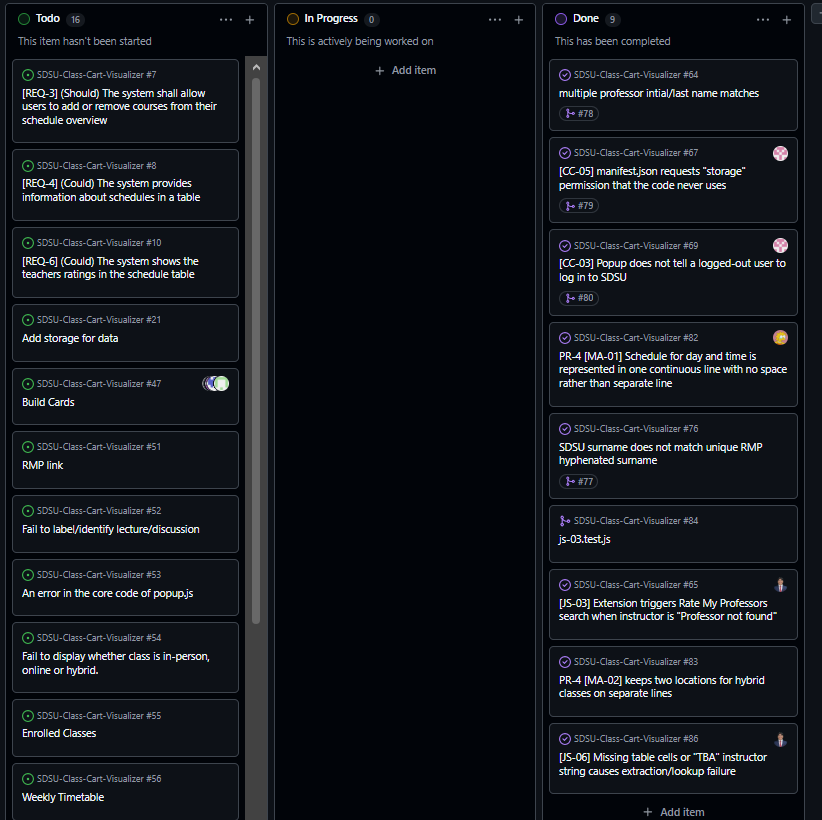 Todo 16
This item hasn't been started
SDSU-Class-Cart-Visualizer #7
[REQ-3] (Should) The system shall allow
users to add or remove courses from their
schedule overview
SDSU-Class-Cart-Visualizer #8
[REQ-4] (Could) The system provides
information about schedules in a table
SDSU-Class-Cart-Visualizer #10
[REQ-6] (Could) The system shows the
teachers ratings in the schedule table
SDSU-Class-Cart-Visualizer #21
Add storage for data
SDSU-Class-Cart-Visualizer #47
Build Cards
SDSU-Class-Cart-Visualizer #51
RMP link
SDSU-Class-Cart-Visualizer #52
Fail to label/identify lecture/discussion
SDSU-Class-Cart-Visualizer #53
An error in the core code of popup.js
SDSU-Class-Cart-Visualizer #54
Fail to display whether class is in-person,
online or hybrid.
SDSU-Class-Cart-Visualizer #55
Enrolled Classes
SDSU-Class-Cart-Visualizer #56
Weekly Timetable
In Progress 0
This is actively being worked on
+ Add item
Done 9
This has been completed
SDSU-Class-Cart-Visualizer #64
multiple professor intial/last name matches
#78
SDSU-Class-Cart-Visualizer #67
[CC-05] manifest.json requests "storage"
permission that the code never uses
#79
SDSU-Class-Cart-Visualizer #69
[CC-03] Popup does not tell a logged-out user to
log in to SDSU
#80
SDSU-Class-Cart-Visualizer #82
PR-4 [MA-01] Schedule for day and time is
represented in one continuous line with no space
rather than separate line
SDSU-Class-Cart-Visualizer #76
SDSU surname does not match unique RMP
hyphenated surname
#77
SDSU-Class-Cart-Visualizer #84
js-03.test.js
SDSU-Class-Cart-Visualizer #65
[JS-03] Extension triggers Rate My Professors
search when instructor is "Professor not found"
SDSU-Class-Cart-Visualizer #83
PR-4 [MA-02] keeps two locations for hybrid
classes on separate lines
SDSU-Class-Cart-Visualizer #86
[JS-06] Missing table cells or "TBA" instructor
string causes extraction/lookup failure
+ Add item